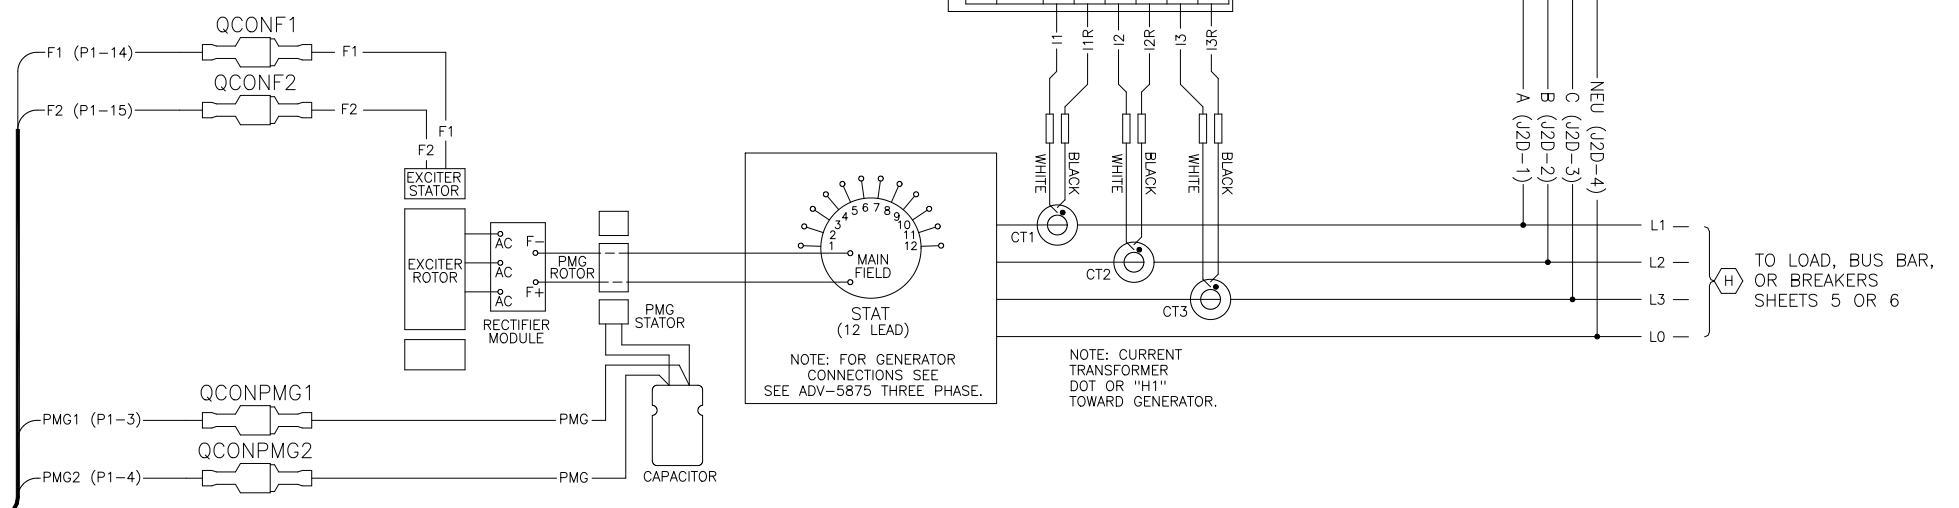 QCONF1
F1 (P1-14)
F1
QCONF2
F2 (P1-15)
F2
F1
F2
EXCITER
STATOR
EXCITER
ROTOR
AC
AC
AC
F-
F+
RECTIFIER
MODULE
PMG
ROTOR
PMG
STATOR
QCONPMG1
PMG1 (P1-3)
PMG
QCONPMG2
PMG2 (P1-4)
PMG
CAPACITOR
1
2
3
4
5
6
7
8
9
10
11
12
MAIN
FIELD
STAT
(12 LEAD)
NOTE: FOR GENERATOR
CONNECTIONS SEE
SEE ADV-5875 THREE PHASE.
I1
I1R
I2
I2R
I3
I3R
WHITE
BLACK
WHITE
BLACK
WHITE
BLACK
CT1
CT2
CT3
NOTE: CURRENT
TRANSFORMER
DOT OR "H1"
TOWARD GENERATOR.
A (J2D-1)
B (J2D-2)
C (J2D-3)
NEU (J2D-4)
L1
L2
L3
L0
H
TO LOAD, BUS BAR,
OR BREAKERS
SHEETS 5 OR 6